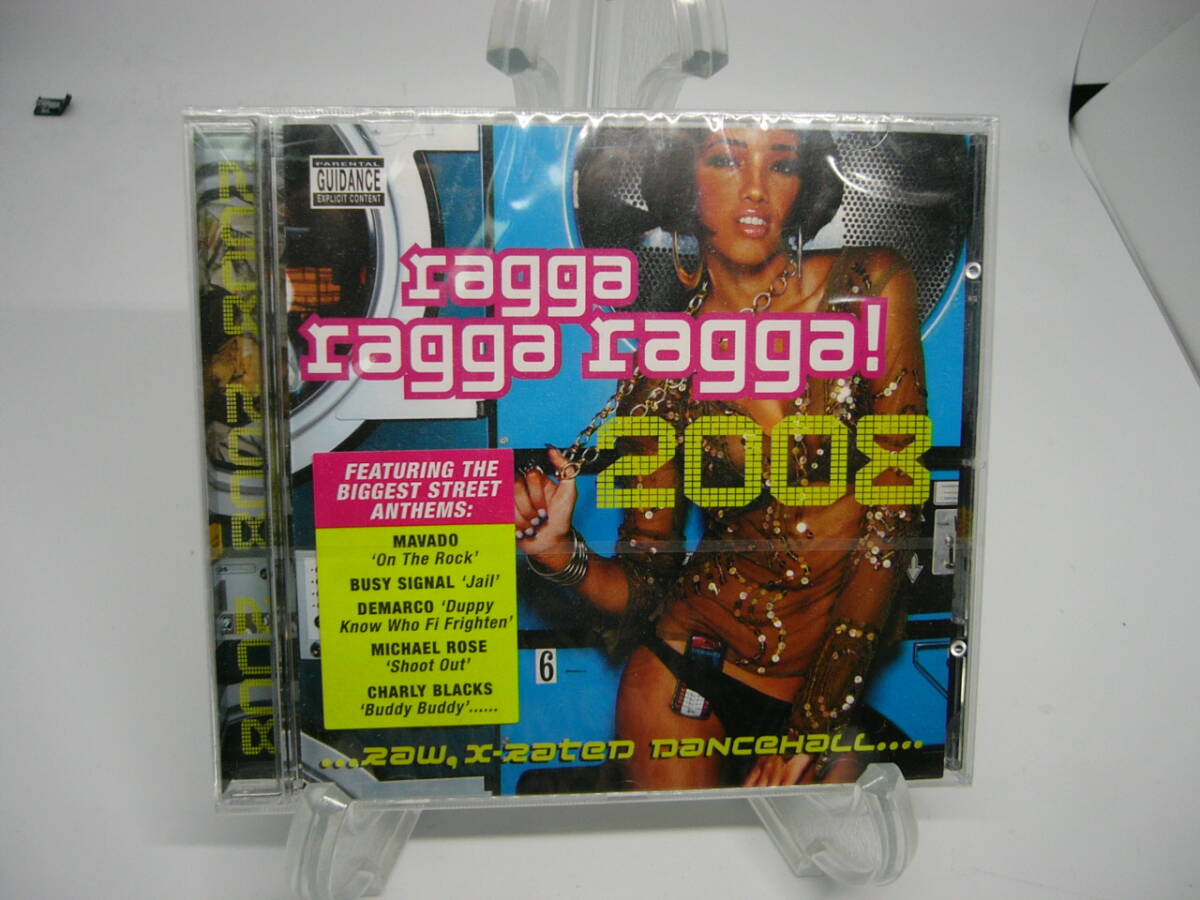 PARENTAL
GUIDANCE
EXPLICIT CONTENT
ragga
ragga ragga!
2008
FEATURING THE
BIGGEST STREET
ANTHEMS:
MAVADO
'On The Rock'
BUSY SIGNAL 'Jail'
DEMARCO 'Duppy
Know Who Fi Frighten'
MICHAEL ROSE
'Shoot Out'
CHARLY BLACKS
'Buddy Buddy'......
6
...RAW, X-RATED DANCEHALL....
2008